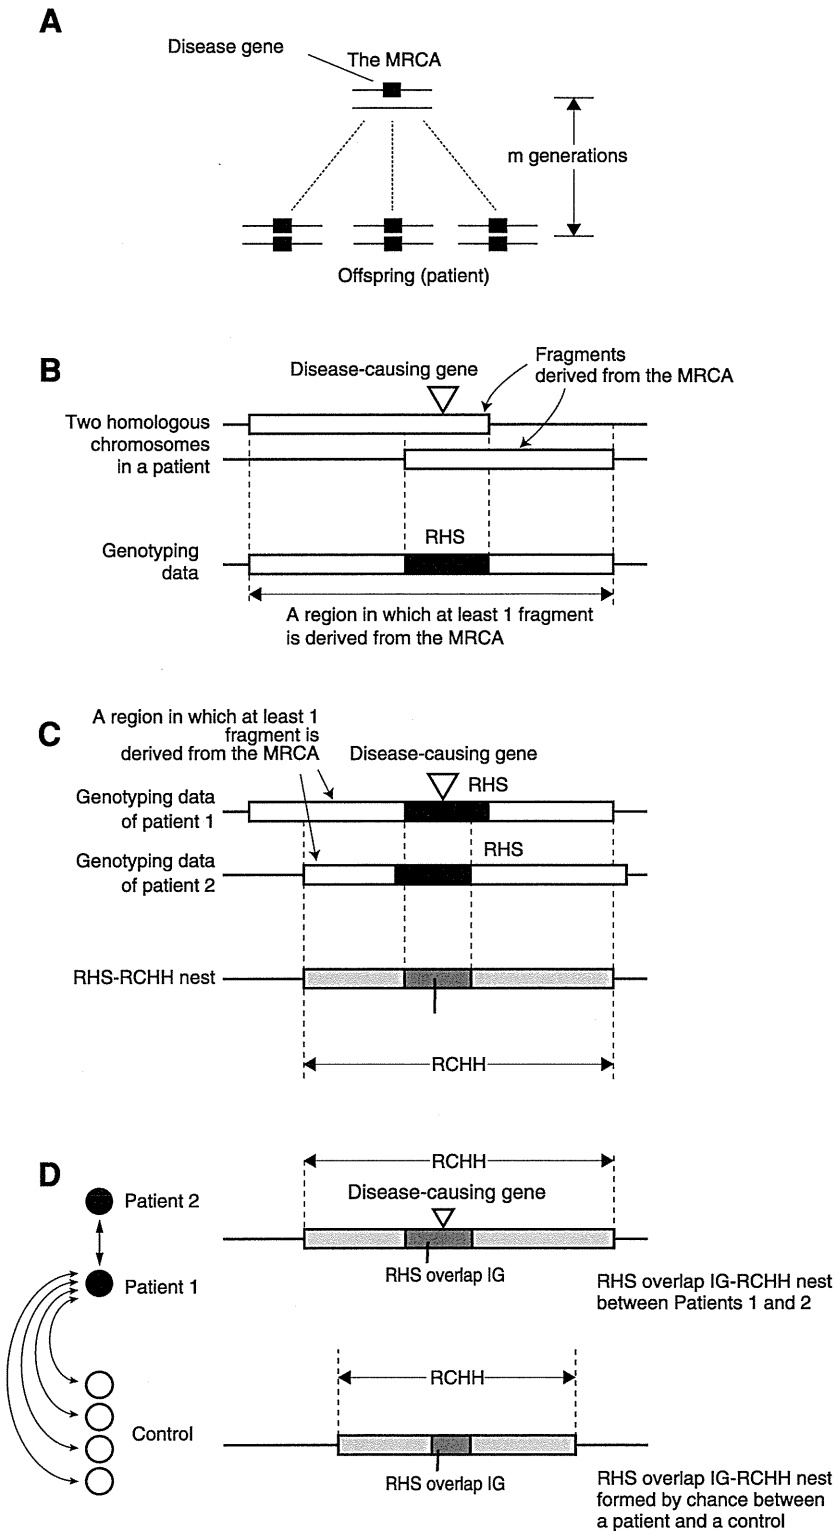 A
Disease gene
The MRCA
m generations
Offspring (patient)
B
Disease-causing gene
Fragments
derived from the MRCA
Two homologous
chromosomes
in a patient
RHS
Genotyping
data
A region in which at least 1 fragment
is derived from the MRCA
C
A region in which at least 1
fragment is
derived from the MRCA
Disease-causing gene
RHS
Genotyping data
of patient 1
RHS
Genotyping data
of patient 2
RHS-RCHH nest
RCHH
D
RCHH
Patient 2
Disease-causing gene
RHS overlap IG
Patient 1
RHS overlap IG-RCHH nest
between Patients 1 and 2
RCHH
Control
RHS overlap IG
RHS overlap IG-RCHH nest
formed by chance between
a patient and a control